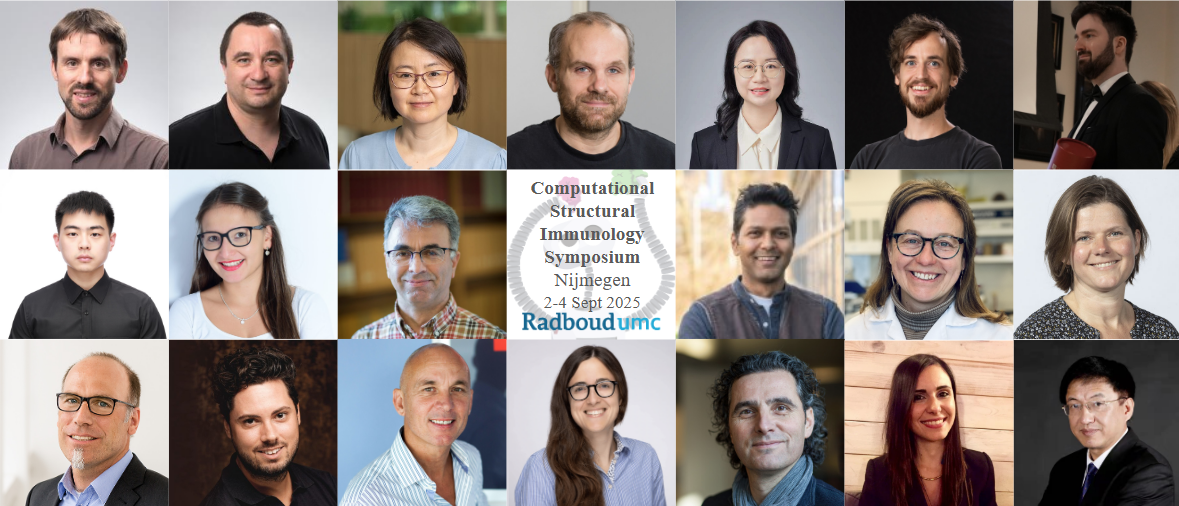 Computational
Structural
Immunology
Symposium
Nijmegen
2-4 Sept 2025
Radboudumc